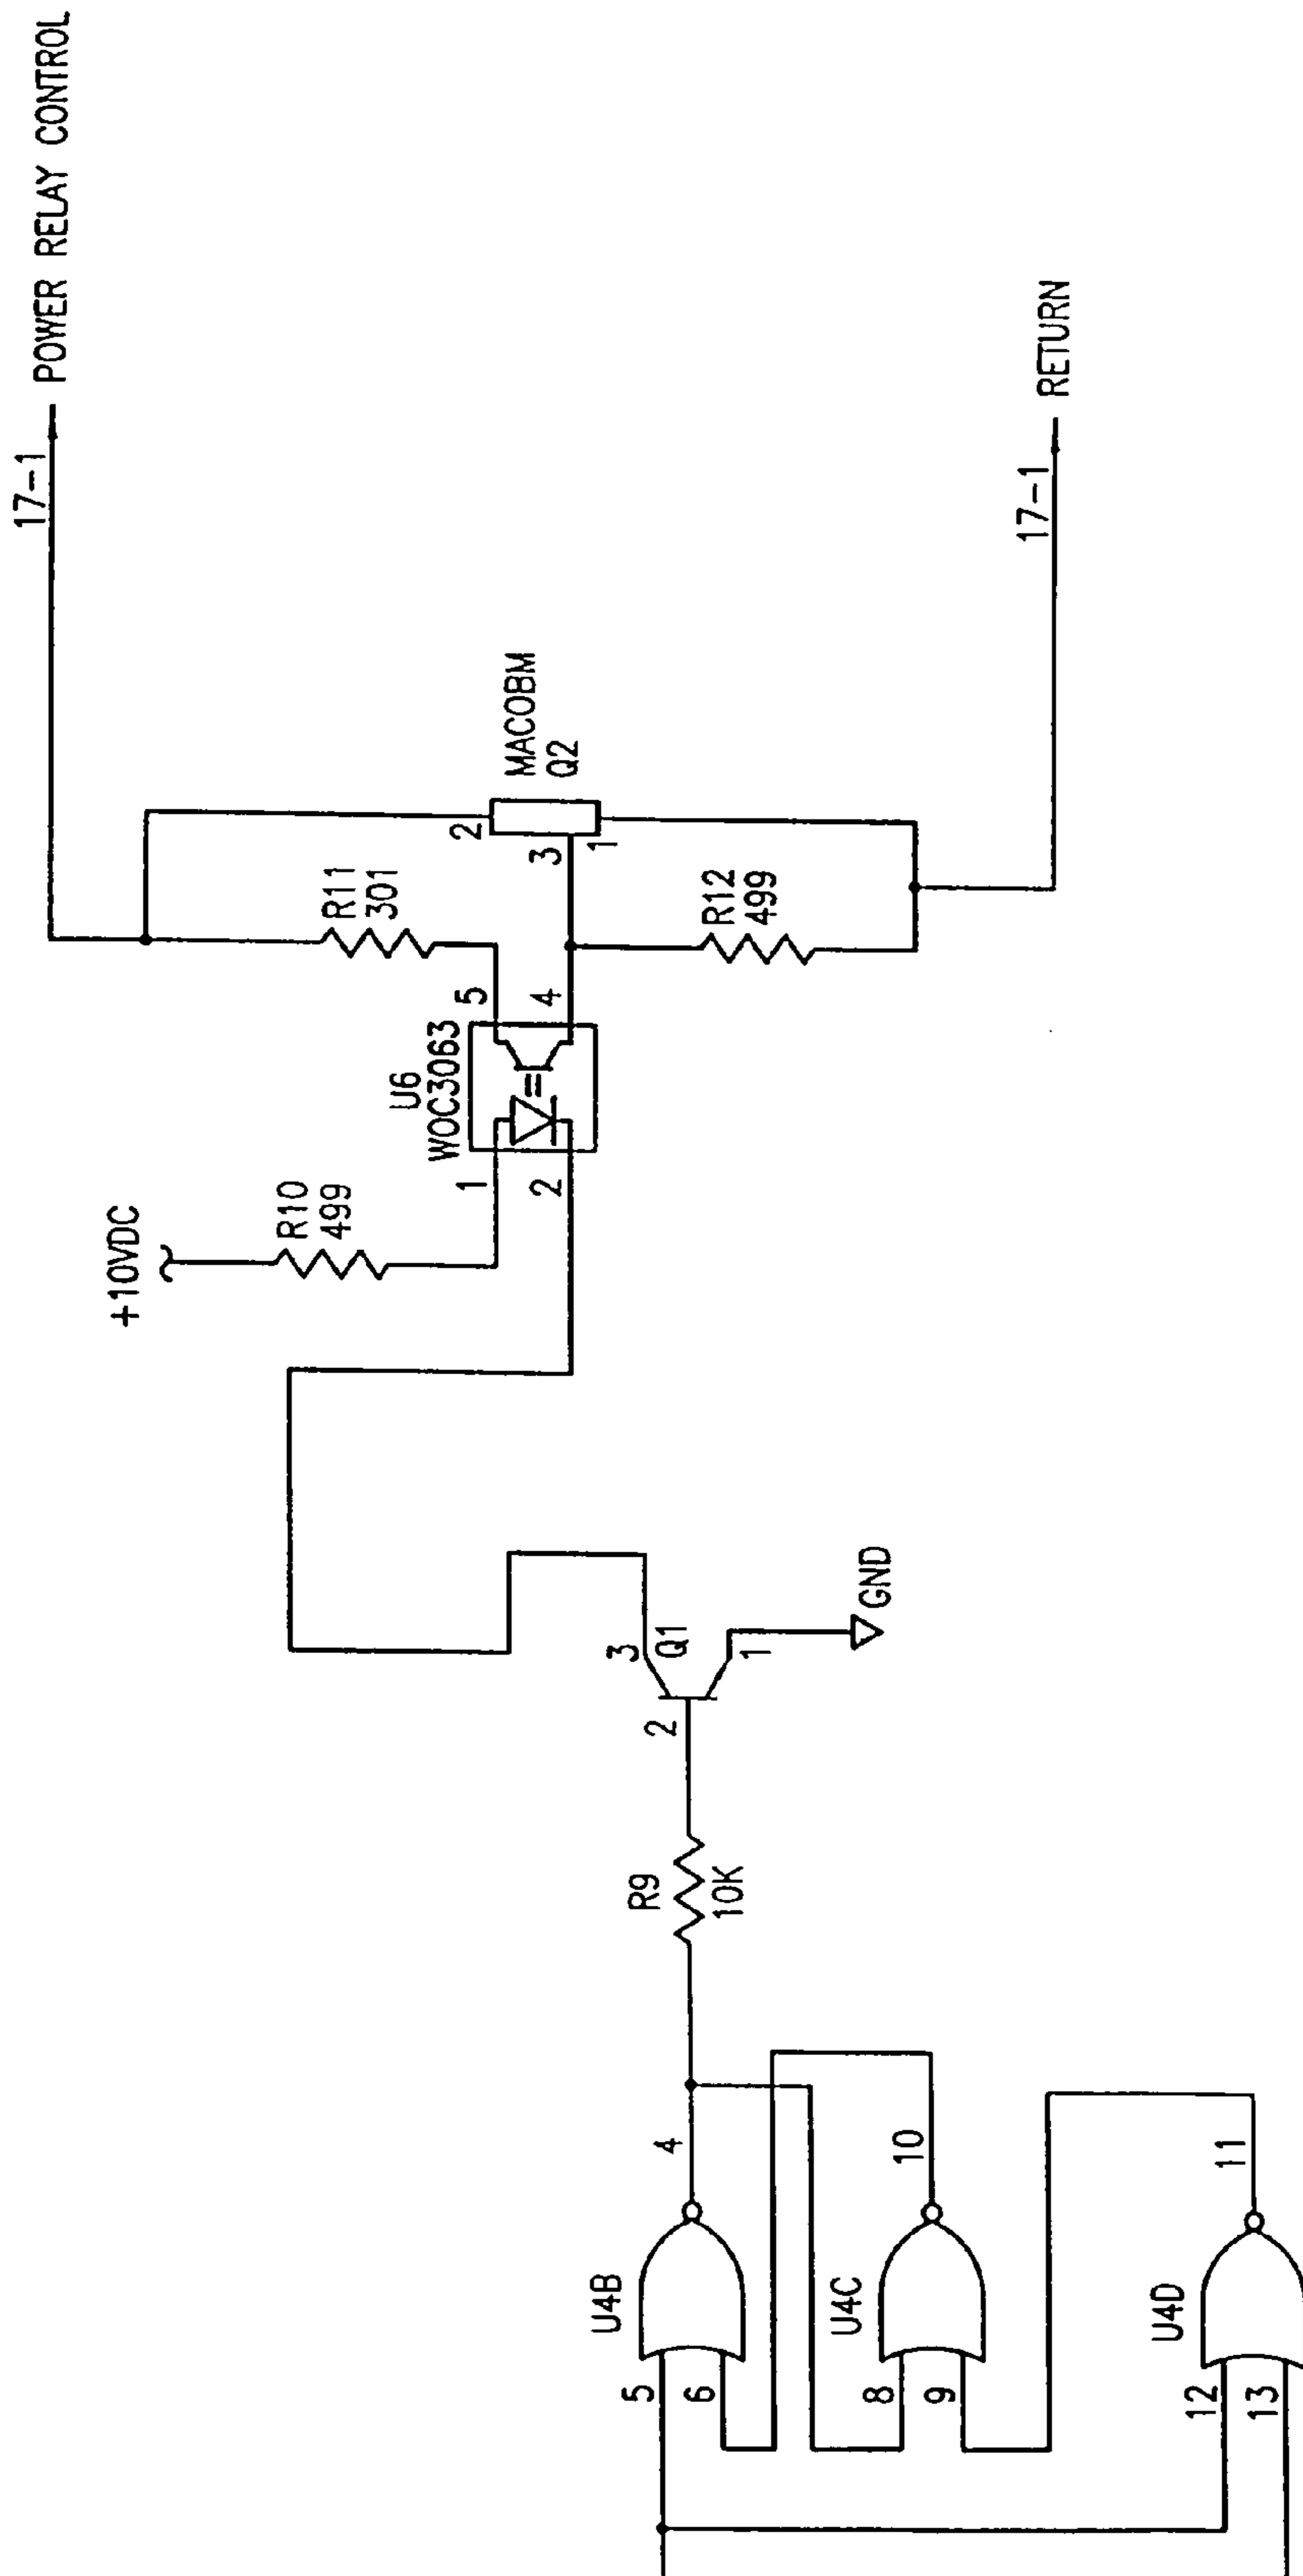 17-1
POWER RELAY CONTROL
+10VDC
R10
499
U6
WOC3063
1
2
5
4
R11
301
MACOBM
Q2
2
3
1
R12
499
17-1
RETURN
3
Q1
2
1
GND
R9
10K
U4B
5
6
4
U4C
8
9
10
U4D
12
13
11